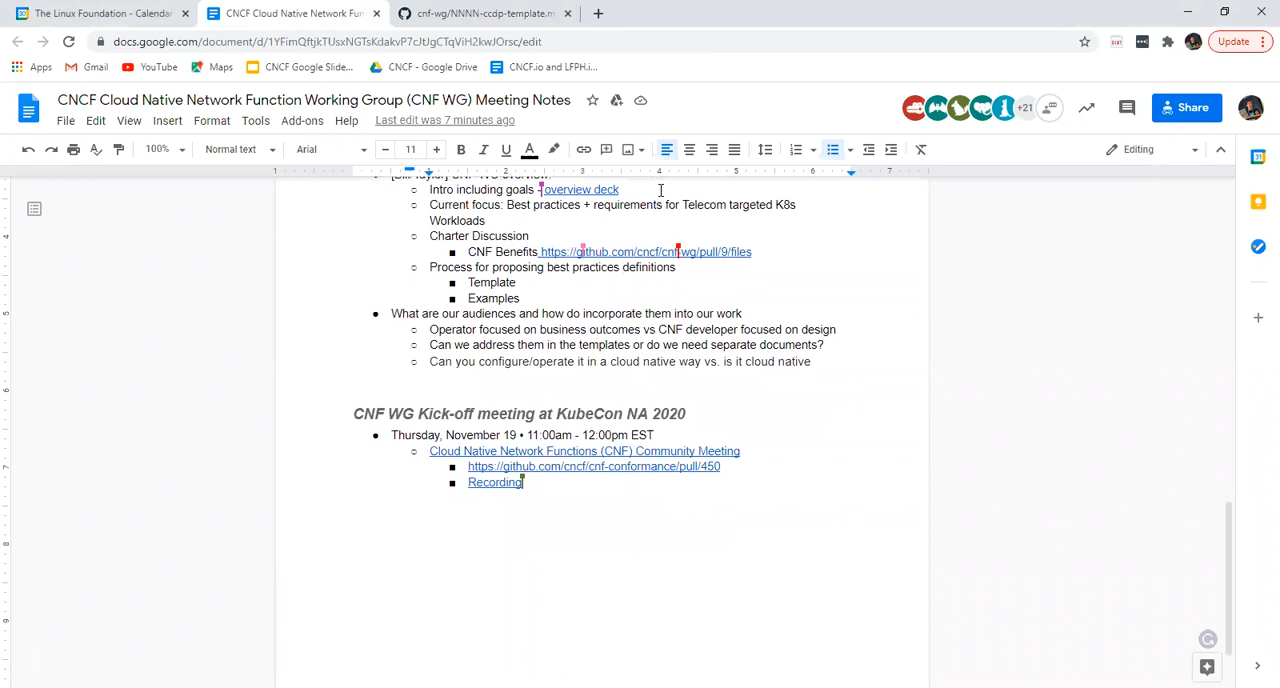 The Linux Foundation - Calenda
CNCF Cloud Native Network Fun
cnf-wg/NNNN-ccdp-template.m
docs.google.com/document/d/1YFimQftjkTUsxNGTsKdakvP7cJtJgCTqViH2kwJOrsc/edit
Update
Apps
Gmail
YouTube
Maps
CNCF Google Slide...
CNCF - Google Drive
CNCF.io and LFPH.i...
CNCF Cloud Native Network Function Working Group (CNF WG) Meeting Notes
+21
Share
File Edit View Insert Format Tools Add-ons Help Last edit was 7 minutes ago
100% Normal text Arial 11 Editing
1 1 2 3 4 5 6 7
Intro including goals - overview deck
Current focus: Best practices + requirements for Telecom targeted K8s
Workloads
Charter Discussion
CNF Benefits https://github.com/cncf/cnf-wg/pull/9/files
Process for proposing best practices definitions
Template
Examples
What are our audiences and how do incorporate them into our work
Operator focused on business outcomes vs CNF developer focused on design
Can we address them in the templates or do we need separate documents?
Can you configure/operate it in a cloud native way vs. is it cloud native
CNF WG Kick-off meeting at KubeCon NA 2020
Thursday, November 19 • 11:00am - 12:00pm EST
Cloud Native Network Functions (CNF) Community Meeting
https://github.com/cncf/cnf-conformance/pull/450
Recording